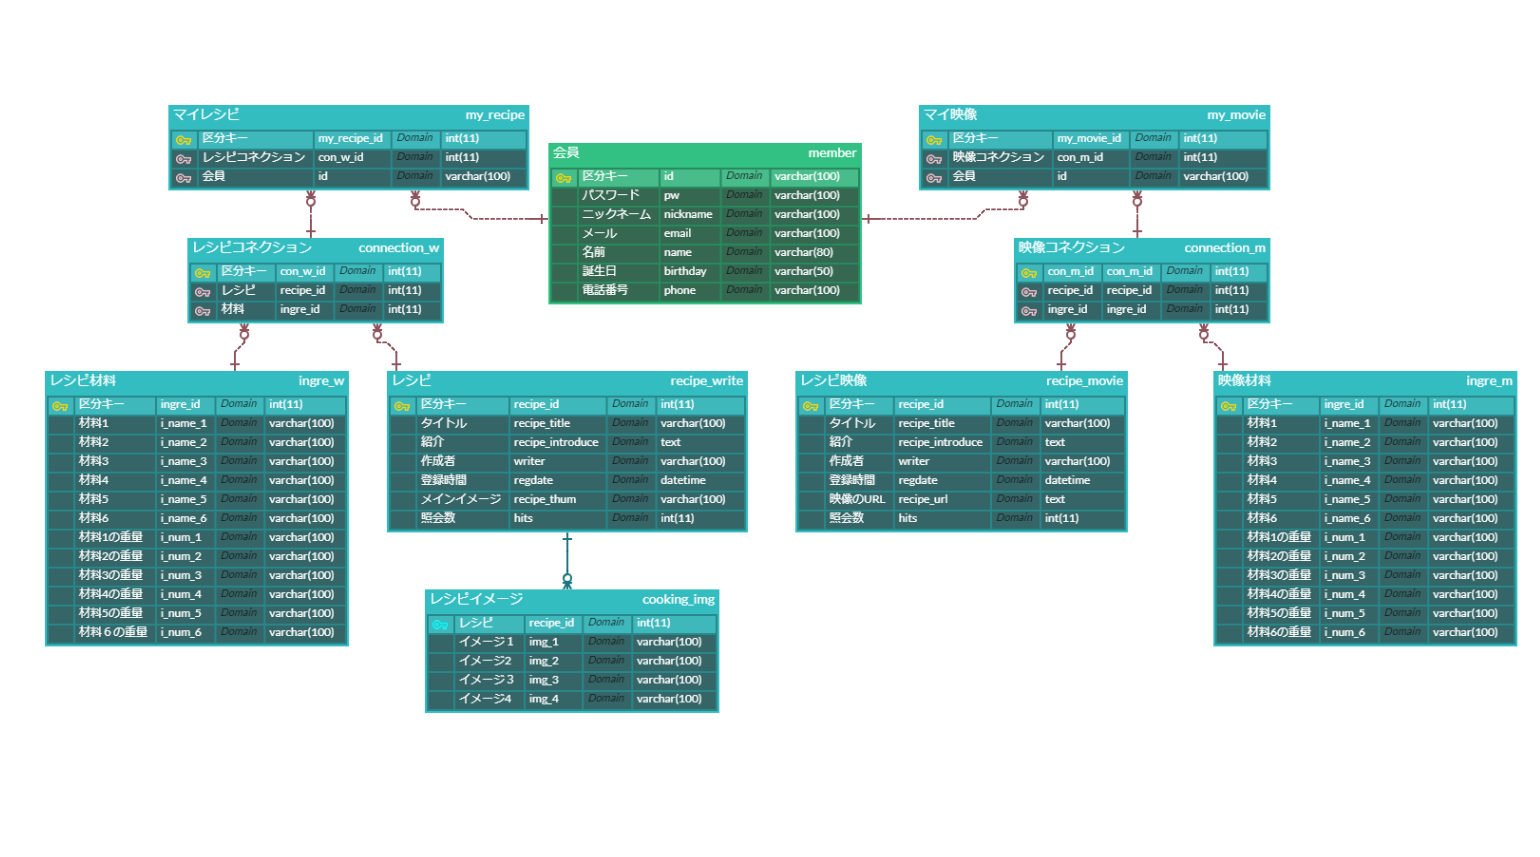 マイレシピ my_recipe
区分キー my_recipe_id Domain int(11)
レシピコネクション con_w_id Domain int(11)
会員 id Domain varchar(100)
会員 member
区分キー id Domain varchar(100)
パスワード pw Domain varchar(100)
ニックネーム nickname Domain varchar(100)
メール email Domain varchar(100)
名前 name Domain varchar(80)
誕生日 birthday Domain varchar(50)
電話番号 phone Domain varchar(100)
マイ映像 my_movie
区分キー my_movie_id Domain int(11)
映像コネクション con_m_id Domain int(11)
会員 id Domain varchar(100)
レシピコネクション connection_w
区分キー con_w_id Domain int(11)
レシピ recipe_id Domain int(11)
材料 ingre_id Domain int(11)
映像コネクション connection_m
con_m_id con_m_id Domain int(11)
recipe_id recipe_id Domain int(11)
ingre_id ingre_id Domain int(11)
レシピ材料 ingre_w
区分キー ingre_id Domain int(11)
材料1 i_name_1 Domain varchar(100)
材料2 i_name_2 Domain varchar(100)
材料3 i_name_3 Domain varchar(100)
材料4 i_name_4 Domain varchar(100)
材料5 i_name_5 Domain varchar(100)
材料6 i_name_6 Domain varchar(100)
材料1の重量 i_num_1 Domain varchar(100)
材料2の重量 i_num_2 Domain varchar(100)
材料3の重量 i_num_3 Domain varchar(100)
材料4の重量 i_num_4 Domain varchar(100)
材料5の重量 i_num_5 Domain varchar(100)
材料６の重量 i_num_6 Domain varchar(100)
レシピ recipe_write
区分キー recipe_id Domain int(11)
タイトル recipe_title Domain varchar(100)
紹介 recipe_introduce Domain text
作成者 writer Domain varchar(100)
登録時間 regdate Domain datetime
メインイメージ recipe_thum Domain varchar(100)
照会数 hits Domain int(11)
レシピ映像 recipe_movie
区分キー recipe_id Domain int(11)
タイトル recipe_title Domain varchar(100)
紹介 recipe_introduce Domain text
作成者 writer Domain varchar(100)
登録時間 regdate Domain datetime
映像のURL recipe_url Domain text
照会数 hits Domain int(11)
映像材料 ingre_m
区分キー ingre_id Domain int(11)
材料1 i_name_1 Domain varchar(100)
材料2 i_name_2 Domain varchar(100)
材料3 i_name_3 Domain varchar(100)
材料4 i_name_4 Domain varchar(100)
材料5 i_name_5 Domain varchar(100)
材料6 i_name_6 Domain varchar(100)
材料1の重量 i_num_1 Domain varchar(100)
材料2の重量 i_num_2 Domain varchar(100)
材料3の重量 i_num_3 Domain varchar(100)
材料4の重量 i_num_4 Domain varchar(100)
材料5の重量 i_num_5 Domain varchar(100)
材料6の重量 i_num_6 Domain varchar(100)
レシピイメージ cooking_img
レシピ recipe_id Domain int(11)
イメージ１ img_1 Domain varchar(100)
イメージ2 img_2 Domain varchar(100)
イメージ３ img_3 Domain varchar(100)
イメージ4 img_4 Domain varchar(100)